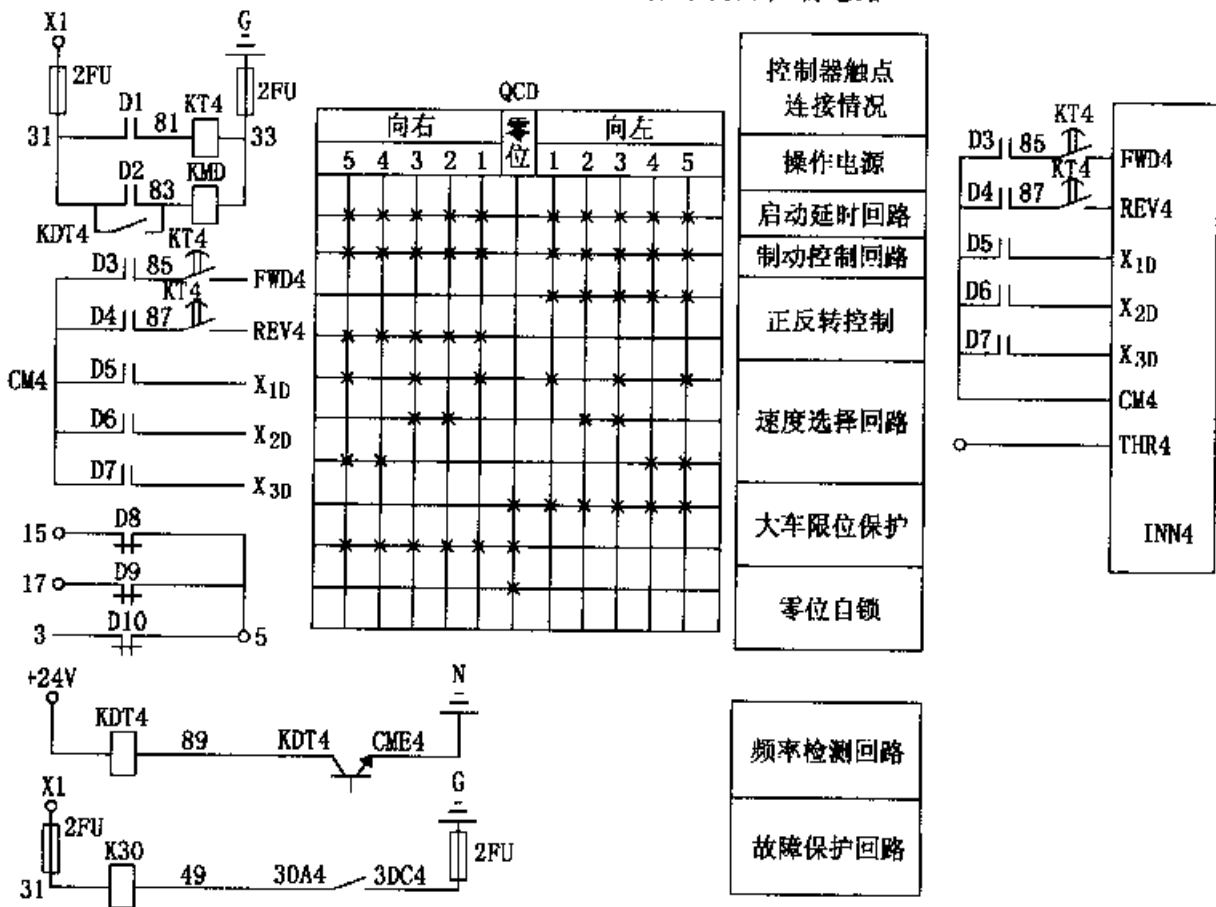 X1
G
2FU
2FU
D1
81
KT4
31
33
D2
83
KMD
KDT4
KT4
D3
85
FWD4
KT4
D4
87
REV4
CM4
D5
X1D
D6
X2D
D7
X3D
15
D8
17
D9
3
D10
5
QCD
向右
零位
向左
5 4 3 2 1
1 2 3 4 5
控制器触点
连接情况
操作电源
启动延时回路
制动控制回路
正反转控制
速度选择回路
大车限位保护
零位自锁
D3
85
KT4
FWD4
KT4
D4
87
REV4
D5
X1D
D6
X2D
D7
X3D
CM4
THR4
INN4
+24V
KDT4
89
KDT4
CME4
N
频率检测回路
X1
2FU
K30
31
49
30A4
3DC4
G
2FU
故障保护回路